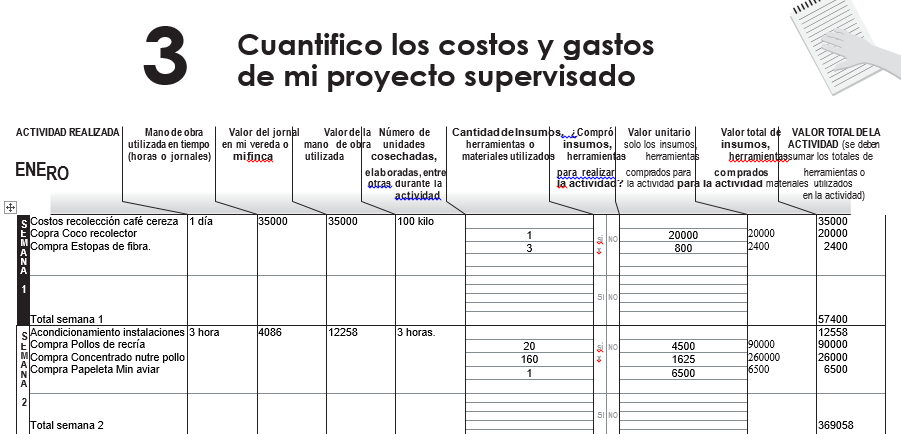 3
Cuantifico los costos y gastos
de mi proyecto supervisado
ACTIVIDAD REALIZADA
ENERO
Mano de obra
utilizada en tiempo
(horas o jornales)
Valor del jornal
en mi vereda o
mi finca
Valor de la
mano de obra
utilizada
Número de
unidades
cosechadas,
elaboradas, entre
otras, durante la
actividad
Cantidad de Insumos,
herramientas o
materiales utilizados
¿Compró
insumos,
herramientas
para realizar
la actividad?
Valor unitario
solo los insumos,
herramientas
comprados para
la actividad
Valor total de
insumos,
herramientas
comprados
para la actividad
VALOR TOTAL DE LA
ACTIVIDAD (se deben
sumar los totales de
herramientas o
materiales utilizados
en la actividad)
SEMANA 1
Costos recolección café cereza 1 día 35000 35000 100 kilo 35000
Copra Coco recolector 1 SI NO 20000 20000 20000
Compra Estopas de fibra. 3 800 2400 2400
SI NO
Total semana 1 57400
SEMANA 2
Acondicionamiento instalaciones 3 hora 4086 12258 3 horas. 12558
Compra Pollos de recría 20 SI NO 4500 90000 90000
Compra Concentrado nutre pollo 160 1625 260000 26000
Compra Papeleta Min aviar 1 6500 6500 6500
SI NO
Total semana 2 369058